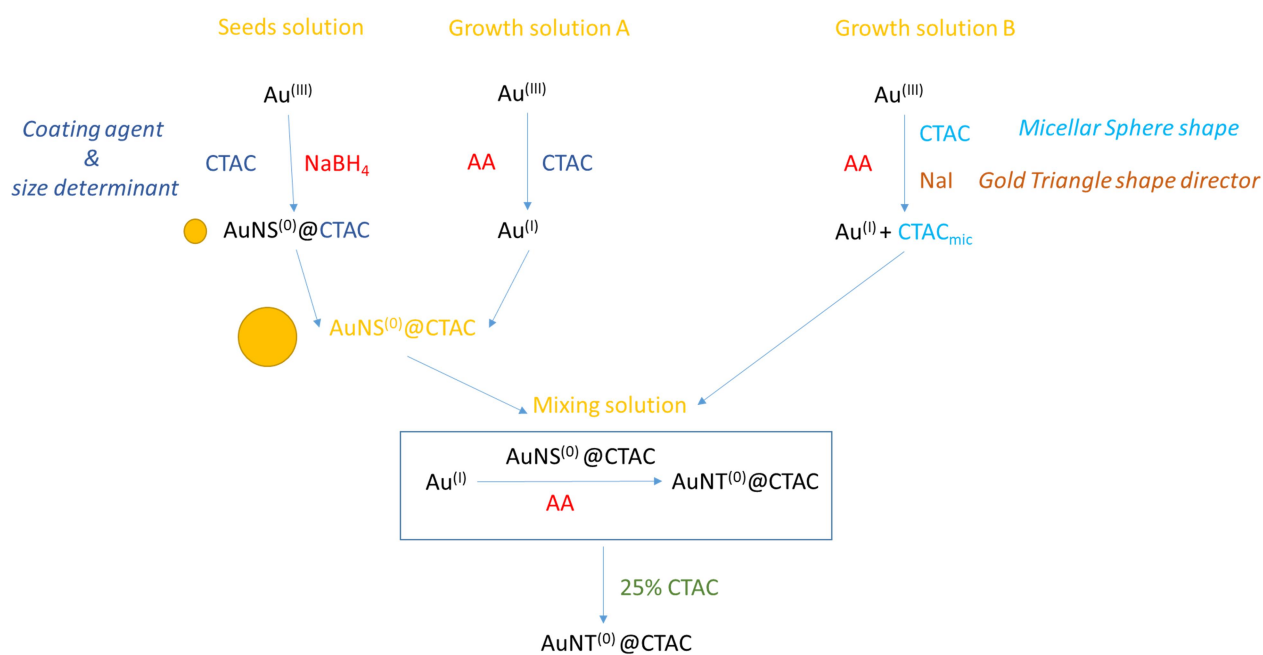 Seeds solution
Growth solution A
Growth solution B
Au(III)
Au(III)
Au(III)
Coating agent
&
size determinant
CTAC
NaBH4
AA
CTAC
AA
CTAC
Micellar Sphere shape
NaI
Gold Triangle shape director
AuNS(0)@CTAC
Au(I)
Au(I) + CTACmic
AuNS(0)@CTAC
Mixing solution
AuNS(0)@CTAC
Au(I)
AuNT(0)@CTAC
AA
25% CTAC
AuNT(0)@CTAC